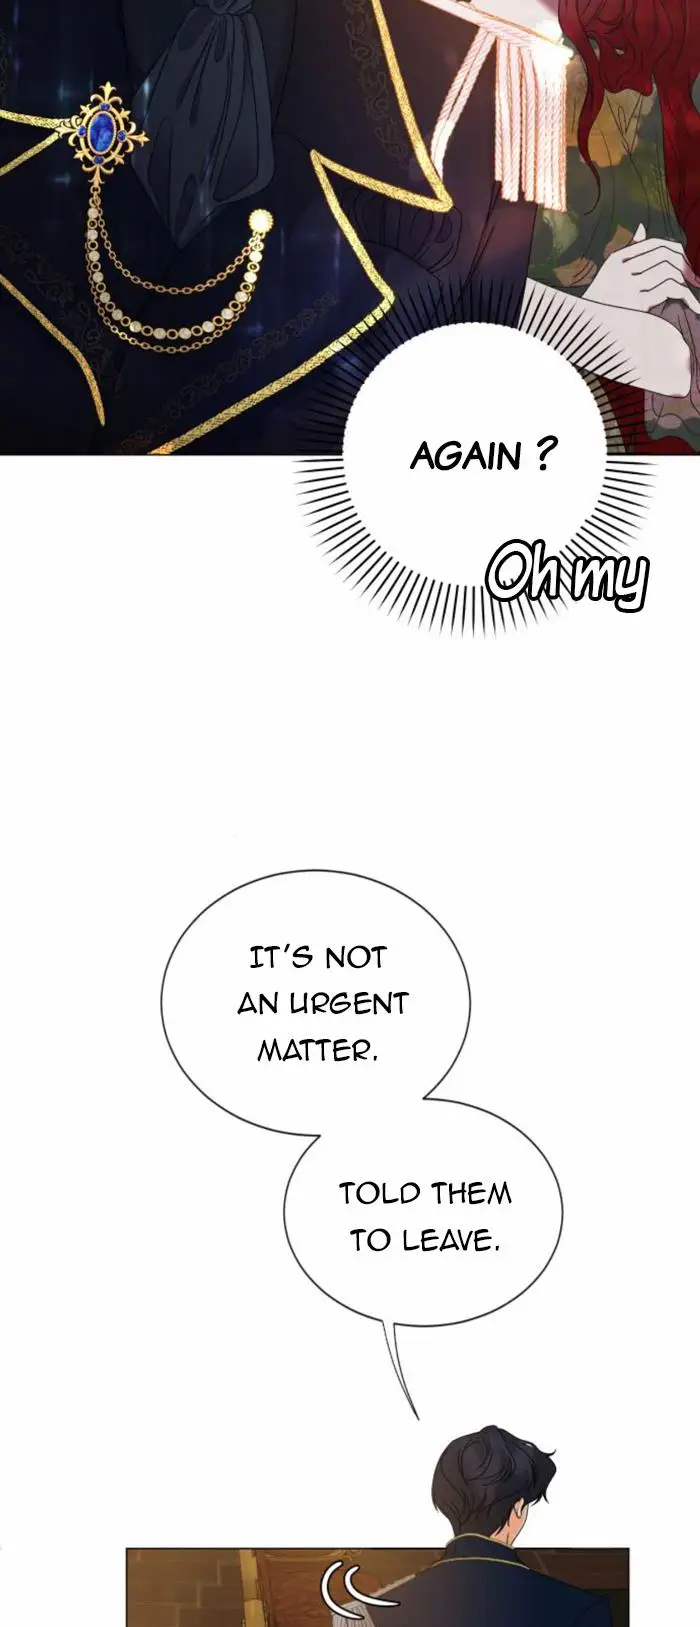 AGAIN ?
Oh my
IT'S NOT
AN URGENT
MATTER.
TOLD THEM
TO LEAVE.